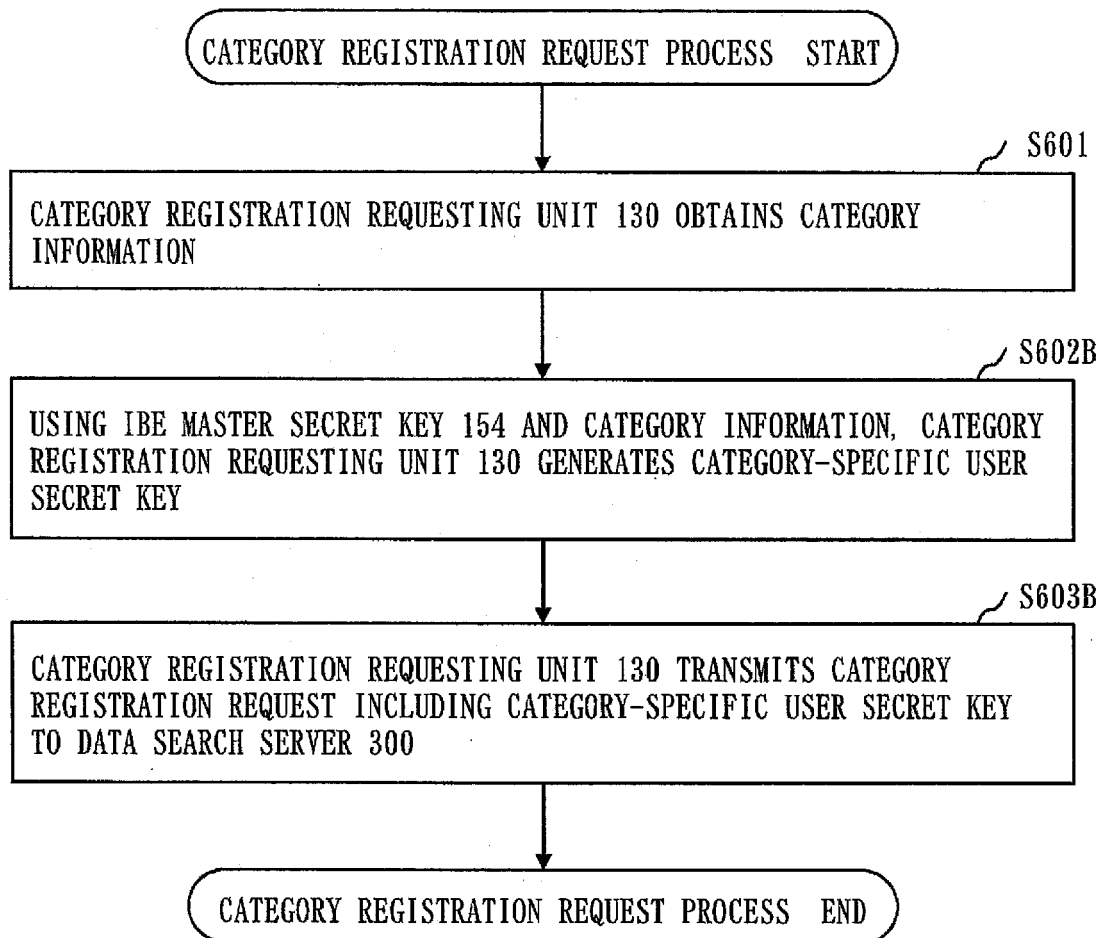 CATEGORY REGISTRATION REQUEST PROCESS START
S601
CATEGORY REGISTRATION REQUESTING UNIT 130 OBTAINS CATEGORY
INFORMATION
S602B
USING IBE MASTER SECRET KEY 154 AND CATEGORY INFORMATION, CATEGORY
REGISTRATION REQUESTING UNIT 130 GENERATES CATEGORY-SPECIFIC USER
SECRET KEY
S603B
CATEGORY REGISTRATION REQUESTING UNIT 130 TRANSMITS CATEGORY
REGISTRATION REQUEST INCLUDING CATEGORY-SPECIFIC USER SECRET KEY
TO DATA SEARCH SERVER 300
CATEGORY REGISTRATION REQUEST PROCESS END